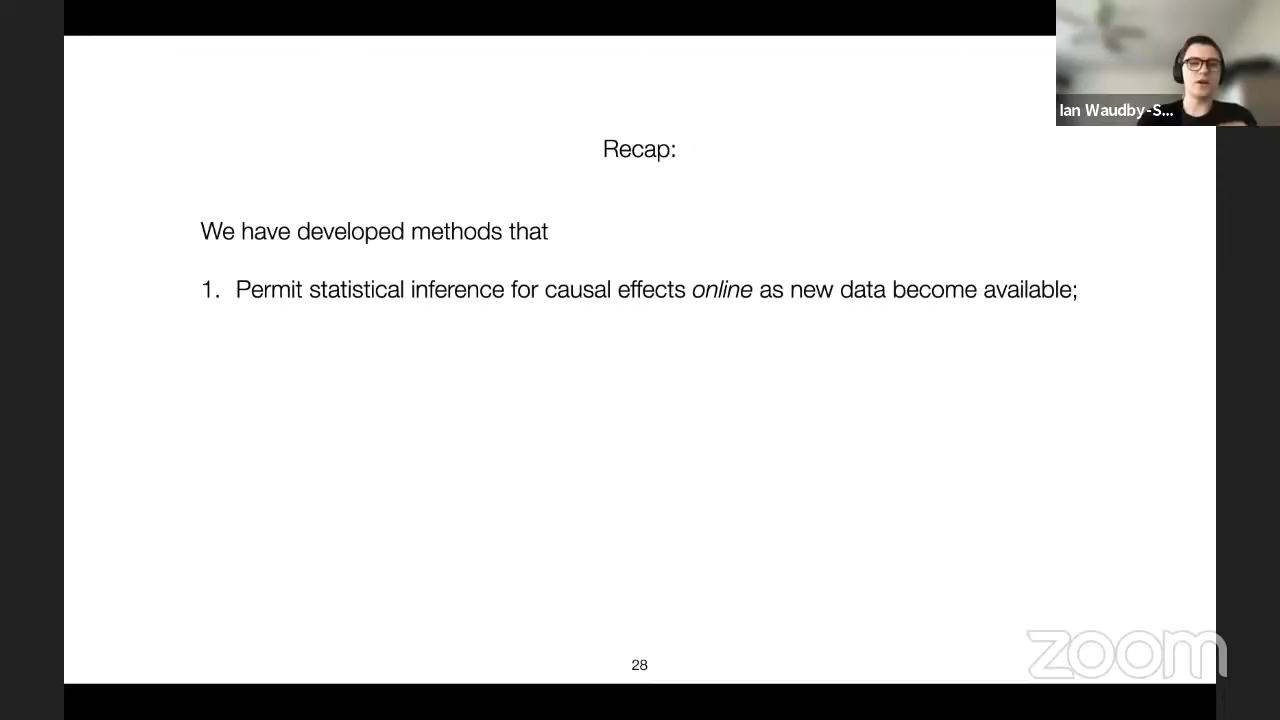 Ian Waudby-S...
Recap:
We have developed methods that
1. Permit statistical inference for causal effects online as new data become available;
28
zoom